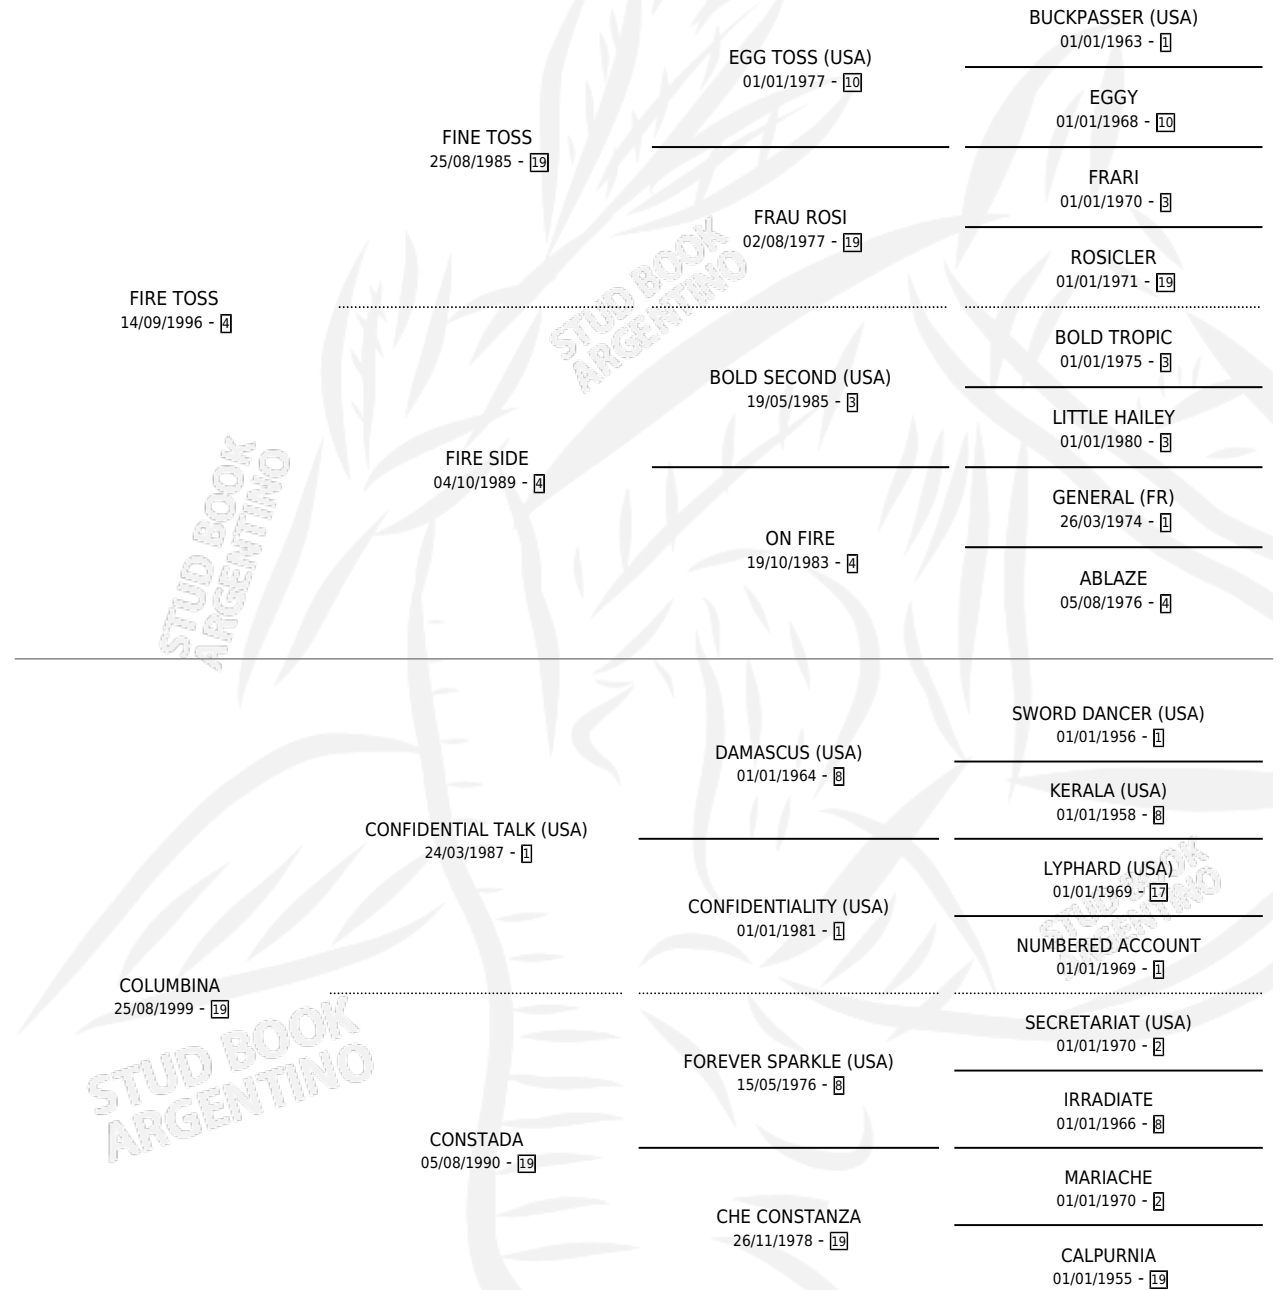 BUCKPASSER (USA)
01/01/1963 - 1
EGG TOSS (USA)
01/01/1977 - 10
EGGY
01/01/1968 - 10
FINE TOSS
25/08/1985 - 19
FRARI
01/01/1970 - 3
FRAU ROSI
02/08/1977 - 19
ROSICLER
01/01/1971 - 19
FIRE TOSS
14/09/1996 - 4
BOLD TROPIC
01/01/1975 - 3
BOLD SECOND (USA)
19/05/1985 - 3
LITTLE HAILEY
01/01/1980 - 3
FIRE SIDE
04/10/1989 - 4
GENERAL (FR)
26/03/1974 - 1
ON FIRE
19/10/1983 - 4
ABLAZE
05/08/1976 - 4
SWORD DANCER (USA)
01/01/1956 - 1
DAMASCUS (USA)
01/01/1964 - 8
KERALA (USA)
01/01/1958 - 8
CONFIDENTIAL TALK (USA)
24/03/1987 - 1
LYPHARD (USA)
01/01/1969 - 17
CONFIDENTIALITY (USA)
01/01/1981 - 1
NUMBERED ACCOUNT
01/01/1969 - 1
COLUMBINA
25/08/1999 - 19
SECRETARIAT (USA)
01/01/1970 - 2
FOREVER SPARKLE (USA)
15/05/1976 - 8
IRRADIATE
01/01/1966 - 8
CONSTADA
05/08/1990 - 19
MARIACHE
01/01/1970 - 2
CHE CONSTANZA
26/11/1978 - 19
CALPURNIA
01/01/1955 - 19
STUD BOOK
ARGENTINO
STUD BOOK
ARGENTINO
STUD BOOK
ARGENTINO
STUD BOOK
ARGENTINO